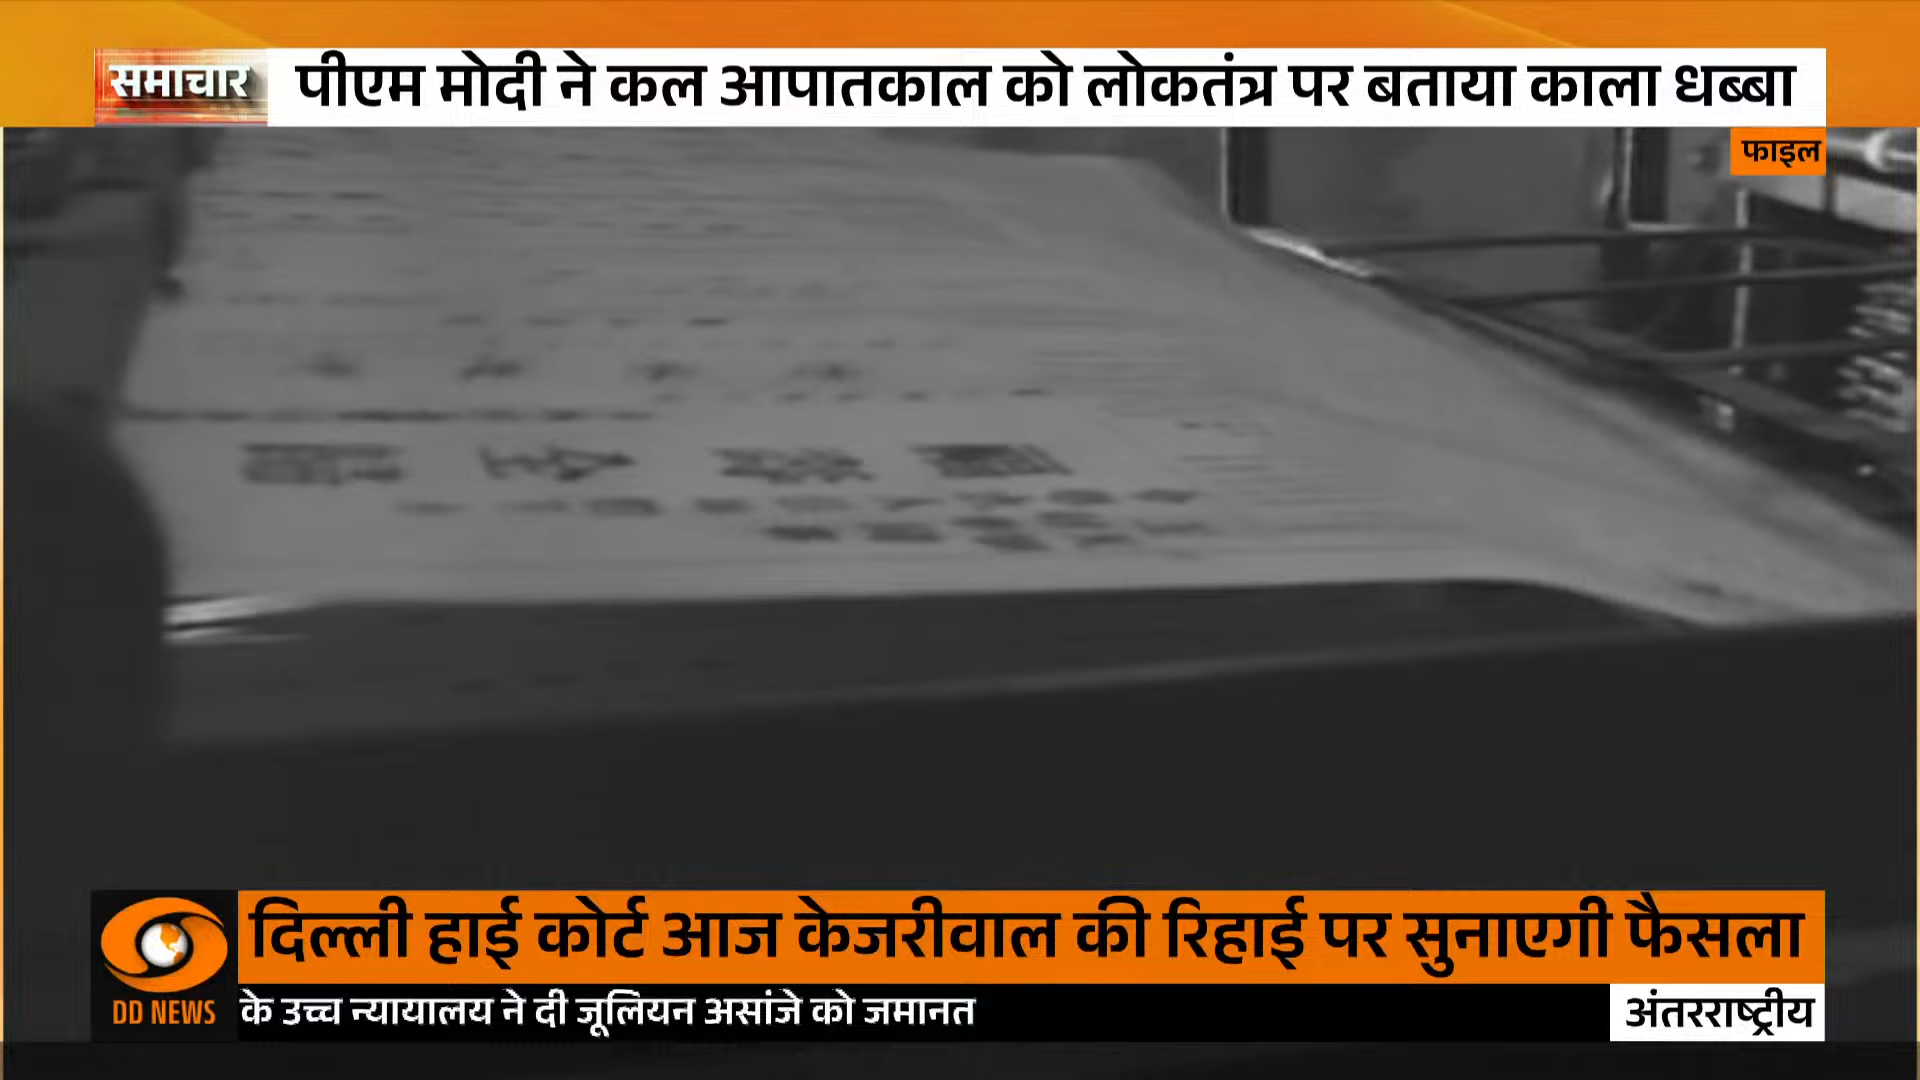 समाचार
पीएम मोदी ने कल आपातकाल को लोकतंत्र पर बताया काला धब्बा
फाइल
दिल्ली हाई कोर्ट आज केजरीवाल की रिहाई पर सुनाएगी फैसला
DD NEWS
के उच्च न्यायालय ने दी जूलियन असांजे को जमानत
अंतरराष्ट्रीय